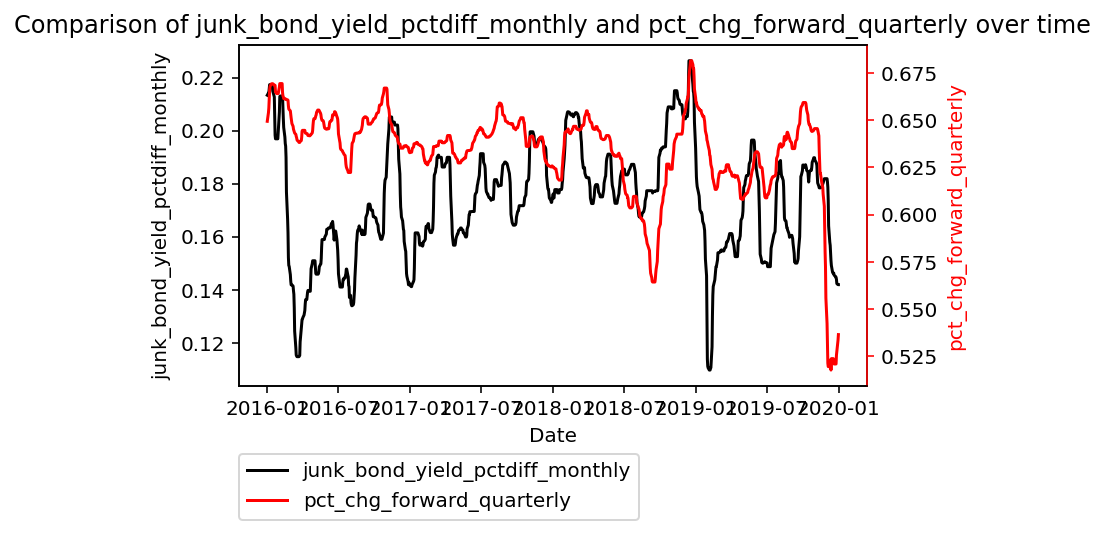 Comparison of junk_bond_yield_pctdiff_monthly and pct_chg_forward_quarterly over time
junk_bond_yield_pctdiff_monthly
0.22
0.20
0.18
0.16
0.14
0.12
0.675
0.650
0.625
0.600
0.575
0.550
0.525
pct_chg_forward_quarterly
2016-01 2016-07 2017-01 2017-07 2018-01 2018-07 2019-01 2019-07 2020-01
Date
junk_bond_yield_pctdiff_monthly
pct_chg_forward_quarterly